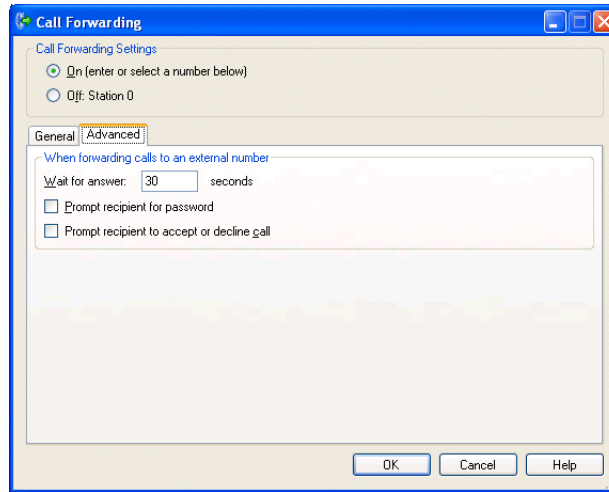 Call Forwarding
Call Forwarding Settings
On (enter or select a number below)
Off: Station 0
General Advanced
When forwarding calls to an external number
Wait for answer: 30 seconds
Prompt recipient for password
Prompt recipient to accept or decline call
OK Cancel Help